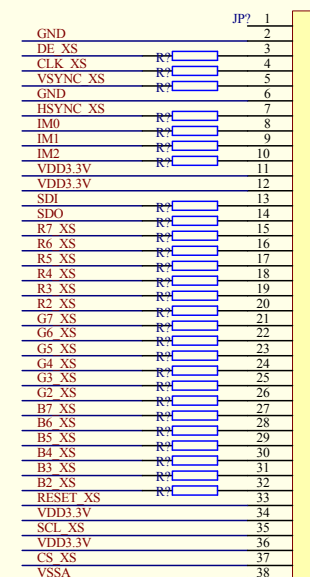 JP? 1
GND 2
DE_XS R? 3
CLK_XS R? 4
VSYNC_XS R? 5
GND 6
HSYNC_XS R? 7
IM0 R? 8
IM1 R? 9
IM2 R? 10
VDD3.3V 11
VDD3.3V 12
SDI R? 13
SDO R? 14
R7_XS R? 15
R6_XS R? 16
R5_XS R? 17
R4_XS R? 18
R3_XS R? 19
R2_XS R? 20
G7_XS R? 21
G6_XS R? 22
G5_XS R? 23
G4_XS R? 24
G3_XS R? 25
G2_XS R? 26
B7_XS R? 27
B6_XS R? 28
B5_XS R? 29
B4_XS R? 30
B3_XS R? 31
B2_XS R? 32
RESET_XS 33
VDD3.3V 34
SCL_XS 35
VDD3.3V 36
CS_XS 37
VSSA 38